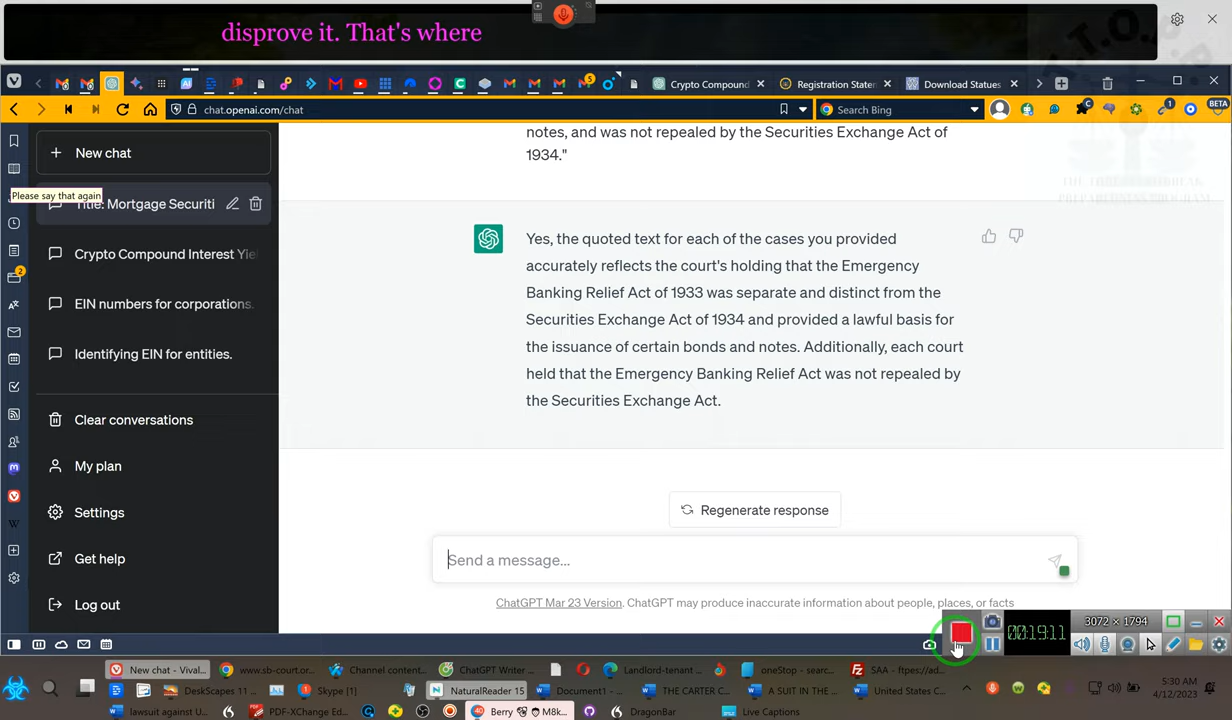 disprove it. That's where
Crypto Compound
Registration Staten
Download Statues
chat.openai.com/chat
Search Bing
BETA
New chat
notes, and was not repealed by the Securities Exchange Act of
1934."
Please say that again
Title: Mortgage Securiti
Crypto Compound Interest Yie
EIN numbers for corporations.
Identifying EIN for entities.
Yes, the quoted text for each of the cases you provided
accurately reflects the court's holding that the Emergency
Banking Relief Act of 1933 was separate and distinct from the
Securities Exchange Act of 1934 and provided a lawful basis for
the issuance of certain bonds and notes. Additionally, each court
held that the Emergency Banking Relief Act was not repealed by
the Securities Exchange Act.
Clear conversations
My plan
Settings
Get help
Log out
Regenerate response
Send a message...
ChatGPT Mar 23 Version. ChatGPT may produce inaccurate information about people, places, or facts
00:19:11
3072 × 1794
New chat - Vival...
www.sb-court.or...
Channel content...
ChatGPT Writer ...
Landlord-tenant ...
oneStop - searc...
SAA - ftpes://ad...
5:30 AM
DeskScapes 11 ...
Skype (1)
NaturalReader 15
Document1 - ...
THE CARTER C...
A SUIT IN THE ...
United States C...
4/12/2023
lawsuit against U...
PDF-XChange Ed...
Berry
M8k...
DragonBar
Live Captions